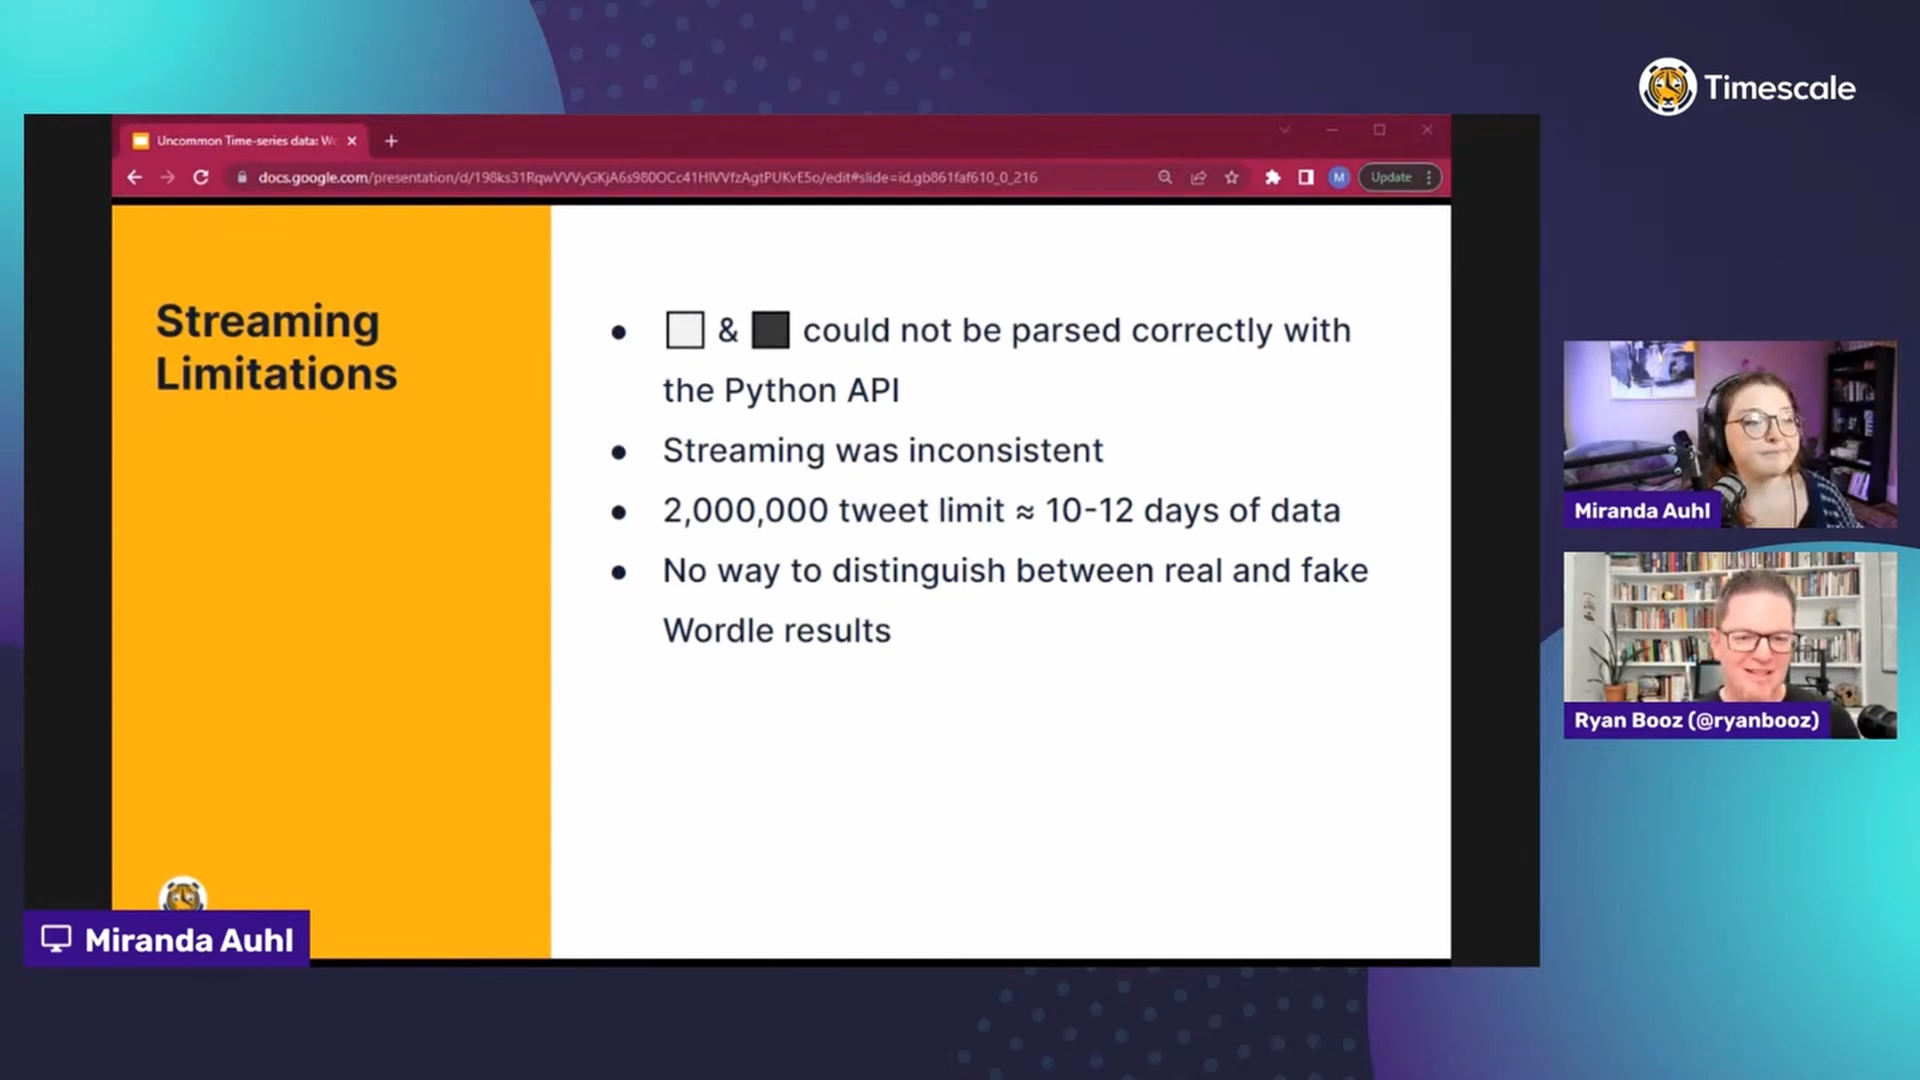 Timescale
Uncommon Time-series data: Wo
docs.google.com/presentation/d/198ks31RqwVVVyGKjA6s980OCc41HlVVfzAgtPUKvE5o/edit#slide=id.gb861faf610_0_216
M
Update
Streaming
Limitations
• ⬜ & ⬛ could not be parsed correctly with
the Python API
• Streaming was inconsistent
• 2,000,000 tweet limit ≈ 10-12 days of data
• No way to distinguish between real and fake
Wordle results
Miranda Auhl
Ryan Booz (@ryanbooz)
Miranda Auhl